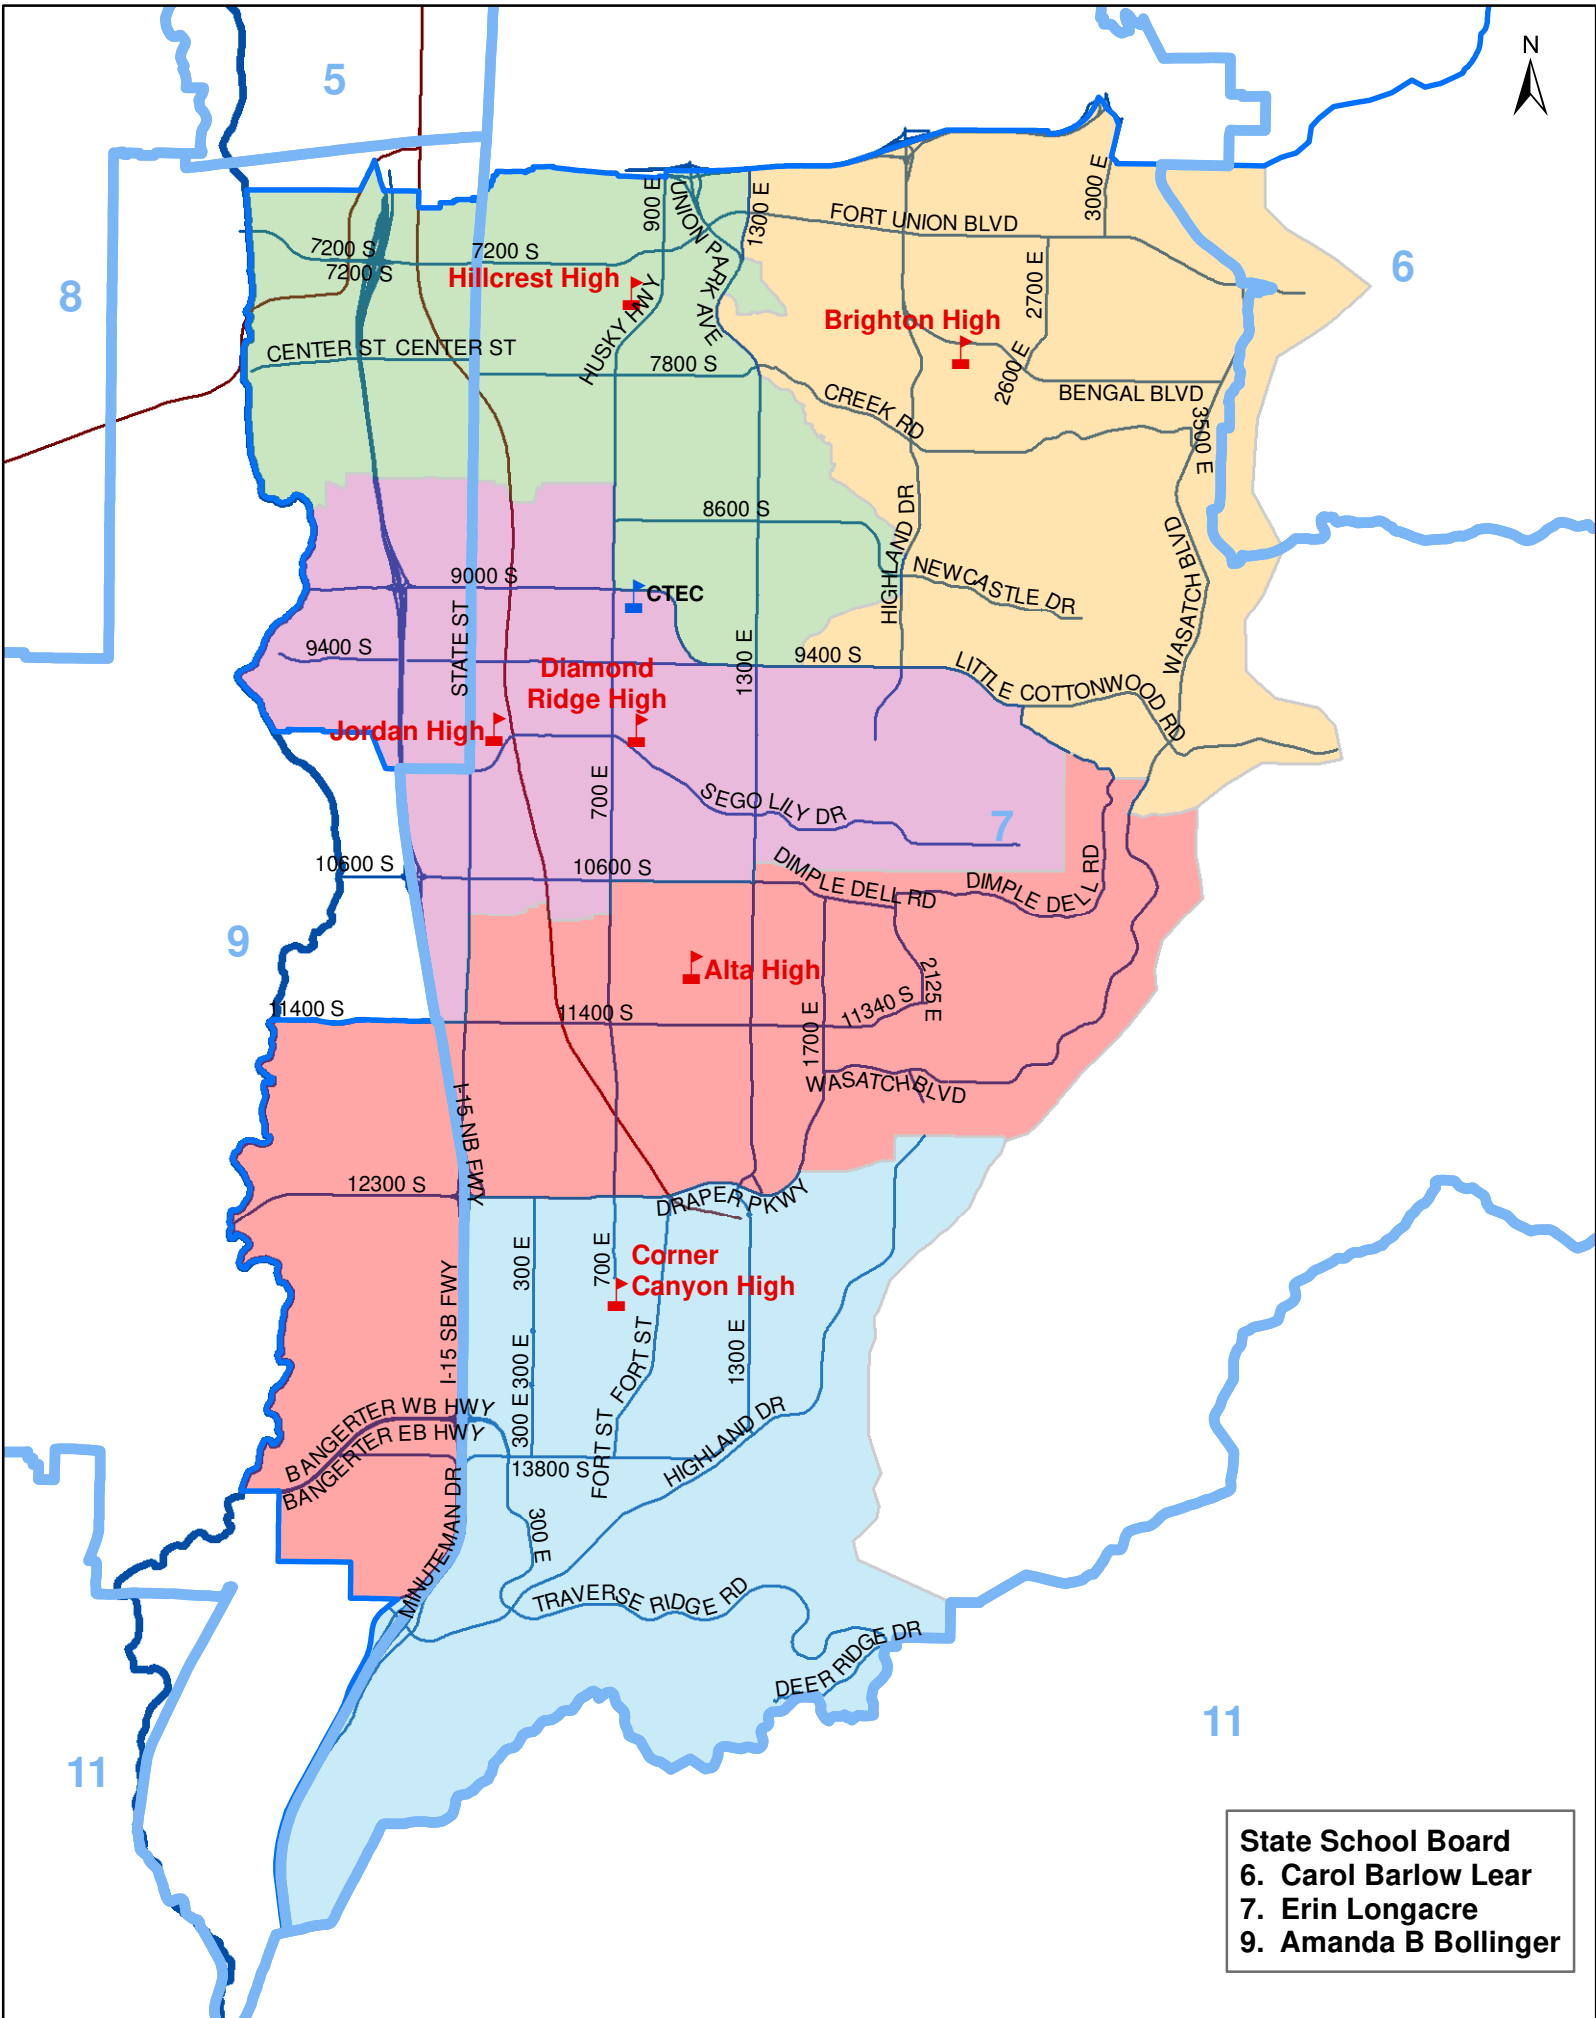 N
5
6
8
3000 E
900 E
UNION PARK AVE
1300 E
FORT UNION BLVD
7200 S
7200 S
7200 S
Hillcrest High
2700 E
HUSKY HWY
Brighton High
CENTER ST
CENTER ST
7800 S
2600 E
BENGAL BLVD
CREEK RD
3500 E
8600 S
HIGHLAND DR
WASATCH BLVD
9000 S
CTEC
NEWCASTLE DR
STATE ST
9400 S
1300 E
9400 S
Diamond
Ridge High
LITTLE COTTONWOOD RD
Jordan High
700 E
SEGO LILY DR
7
10600 S
10600 S
DIMPLE DELL RD
DIMPLE DELL RD
9
Alta High
2125 E
11400 S
11400 S
11340 S
1700 E
WASATCH BLVD
I-15 NB FWY
12300 S
DRAPER PKWY
300 E
700 E
Corner
Canyon High
I-15 SB FWY
FORT ST
1300 E
300 E
300 E
BANGERTER WB HWY
BANGERTER EB HWY
FORT ST
HIGHLAND DR
13800 S
MINUTEMAN DR
300 E
TRAVERSE RIDGE RD
DEER RIDGE DR
11
11
State School Board
6. Carol Barlow Lear
7. Erin Longacre
9. Amanda B Bollinger